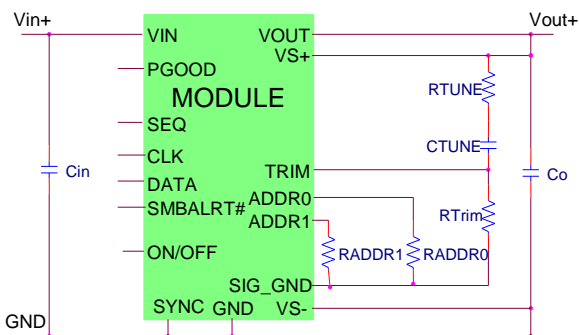 Vin+
Vout+
VIN
VOUT
VS+
PGOOD
RTUNE
MODULE
SEQ
CTUNE
CLK
Cin
TRIM
Co
DATA
ADDR0
SMBALRT#
RTrim
ADDR1
ON/OFF
RADDR1
RADDR0
SIG_GND
SYNC
GND
VS-
GND